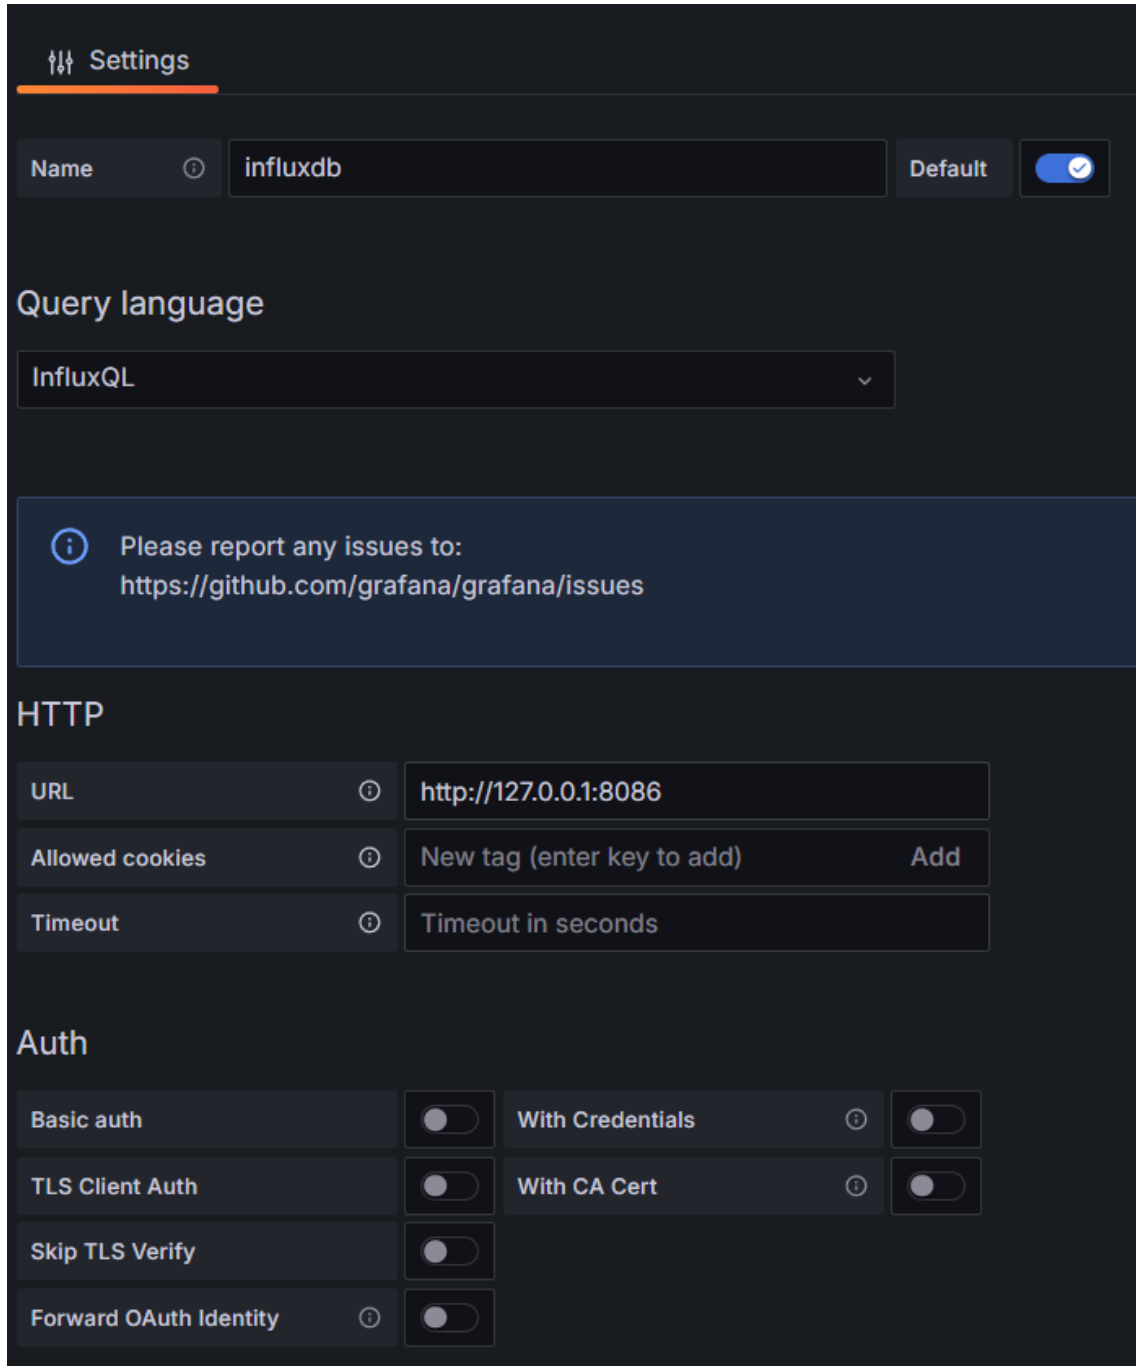 Settings
Name influxdb Default
Query language
InfluxQL
Please report any issues to:
https://github.com/grafana/grafana/issues
HTTP
URL http://127.0.0.1:8086
Allowed cookies New tag (enter key to add) Add
Timeout Timeout in seconds
Auth
Basic auth With Credentials
TLS Client Auth With CA Cert
Skip TLS Verify
Forward OAuth Identity